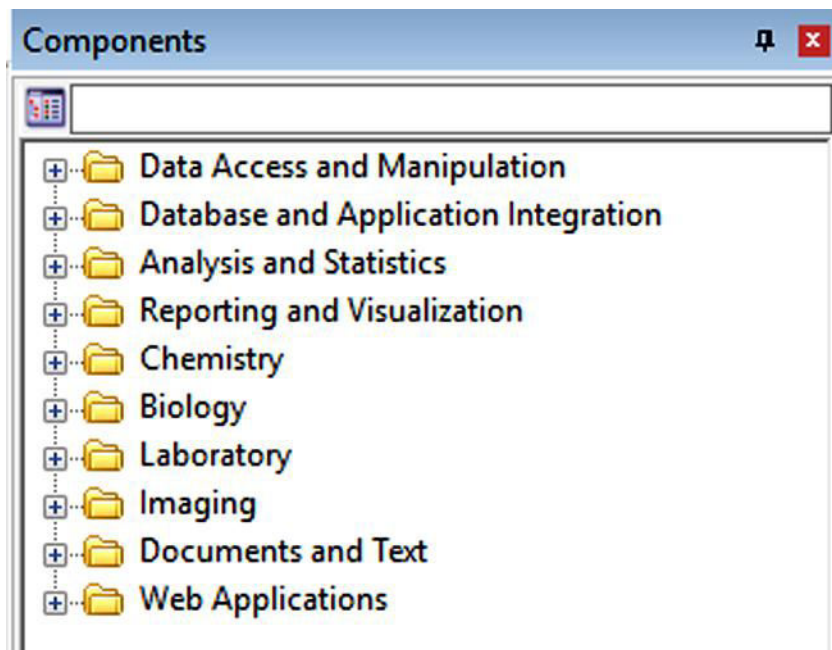 Components
Data Access and Manipulation
Database and Application Integration
Analysis and Statistics
Reporting and Visualization
Chemistry
Biology
Laboratory
Imaging
Documents and Text
Web Applications